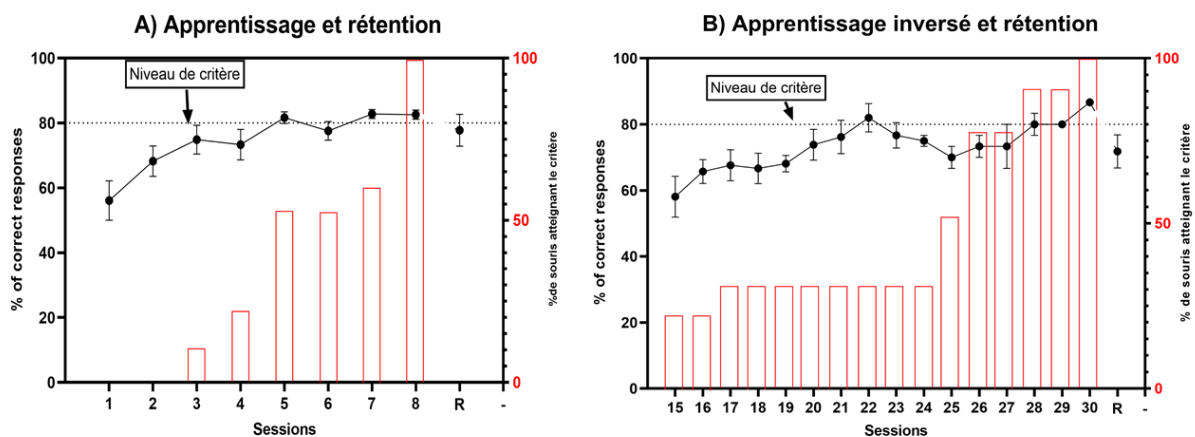 A) Apprentissage et rétention
Niveau de critère
% of correct responses
100
80
60
40
20
0
100
50
0
%de souris atteignant le critère
1 2 3 4 5 6 7 8 R -
Sessions
B) Apprentissage inversé et rétention
Niveau de critère
% of correct responses
100
80
60
40
20
0
100
50
0
% de souris atteignant le critère
15 16 17 18 19 20 21 22 23 24 25 26 27 28 29 30 R -
Sessions